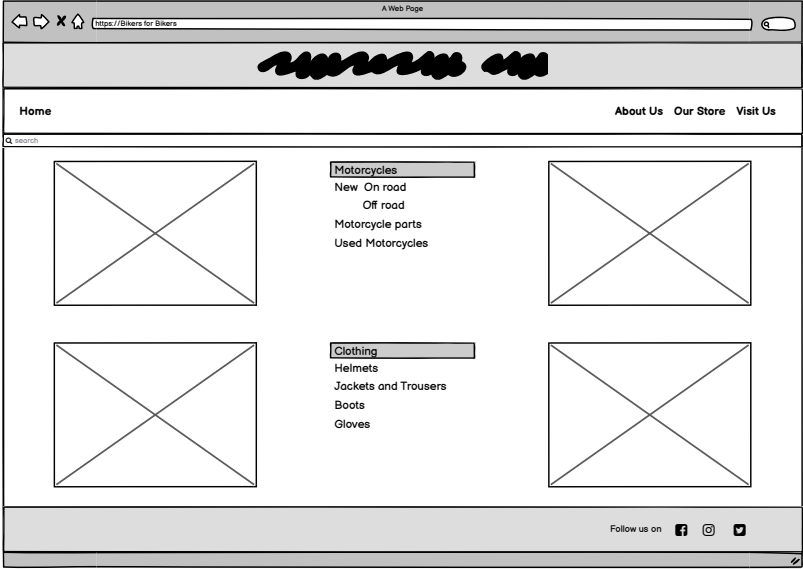 A Web Page
https://Bikers for Bikers
Home About Us Our Store Visit Us
search
Motorcycles
New On road
Off road
Motorcycle parts
Used Motorcycles
Clothing
Helmets
Jackets and Trousers
Boots
Gloves
Follow us on